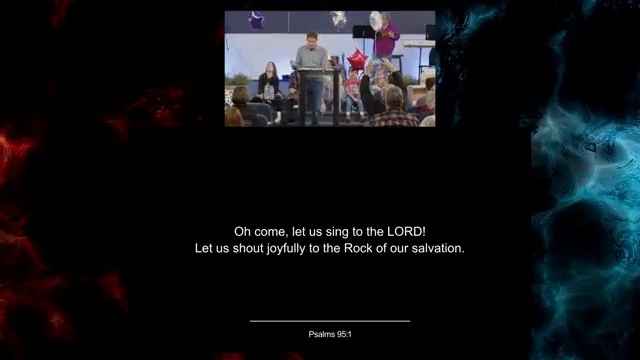 Oh come, let us sing to the LORD!
Let us shout joyfully to the Rock of our salvation.
Psalms 95:1